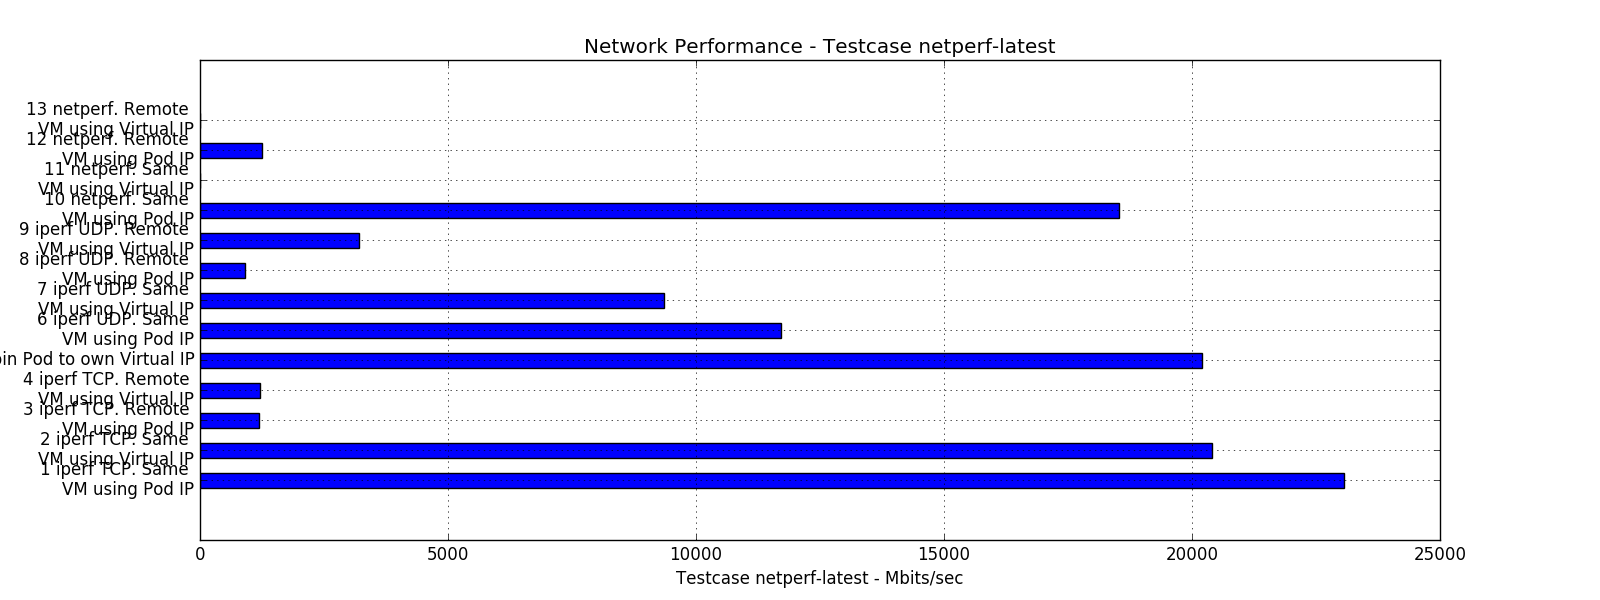 Network Performance - Testcase netperf-latest
13 netperf. Remote
VM using Virtual IP
12 netperf. Remote
VM using Pod IP
11 netperf. Same
VM using Virtual IP
10 netperf. Same
VM using Pod IP
9 iperf UDP. Remote
VM using Virtual IP
8 iperf UDP. Remote
VM using Pod IP
7 iperf UDP. Same
VM using Virtual IP
6 iperf UDP. Same
VM using Pod IP
Pod to own Virtual IP
4 iperf TCP. Remote
VM using Virtual IP
3 iperf TCP. Remote
VM using Pod IP
2 iperf TCP. Same
VM using Virtual IP
1 iperf TCP. Same
VM using Pod IP
0 5000 10000 15000 20000 25000
Testcase netperf-latest - Mbits/sec